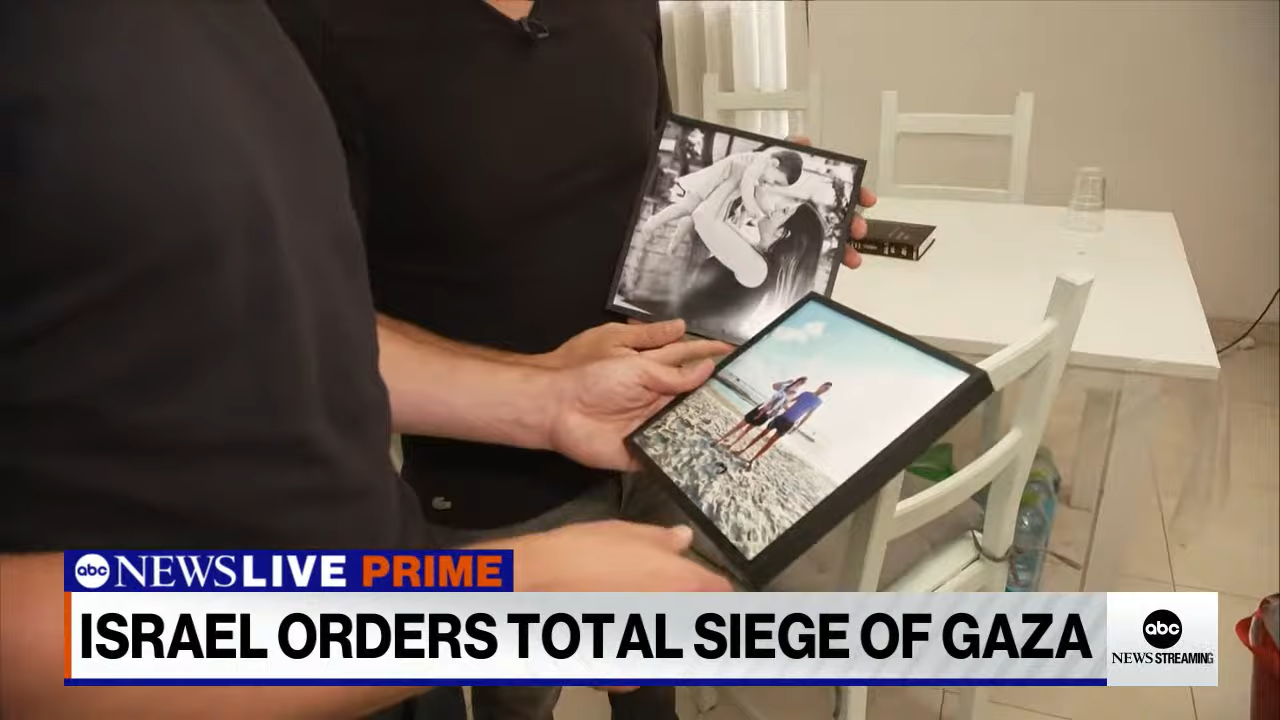 abc NEWS LIVE PRIME
ISRAEL ORDERS TOTAL SIEGE OF GAZA
abc
NEWS STREAMING